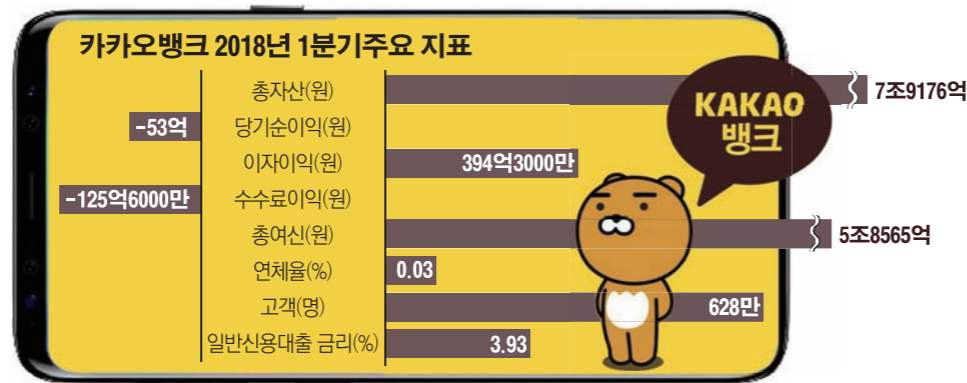 카카오뱅크 2018년 1분기주요 지표
총자산(원) 7조9176억
-53억 당기순이익(원)
이자이익(원) 394억3000만
-125억6000만 수수료이익(원)
총여신(원) 5조8565억
연체율(%) 0.03
고객(명) 628만
일반신용대출 금리(%) 3.93
KAKAO
뱅크